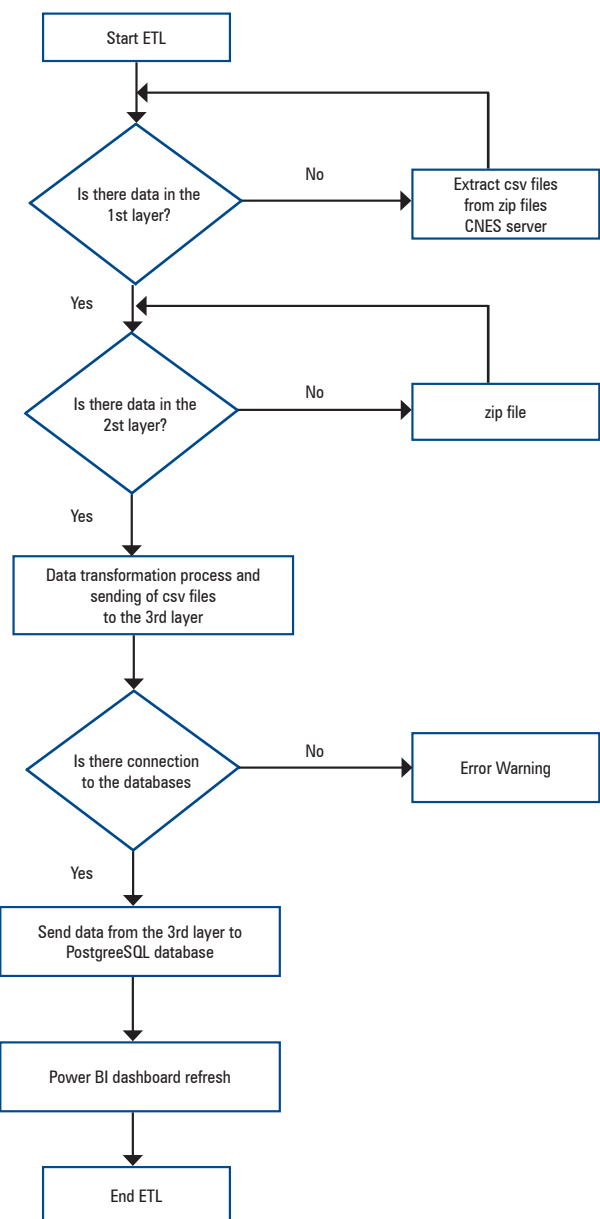 Start ETL
Is there data in the
1st layer?
No
Extract csv files
from zip files
CNES server
Yes
Is there data in the
2st layer?
No
zip file
Yes
Data transformation process and
sending of csv files
to the 3rd layer
Is there connection
to the databases
No
Error Warning
Yes
Send data from the 3rd layer to
PostgreeSQL database
Power BI dashboard refresh
End ETL